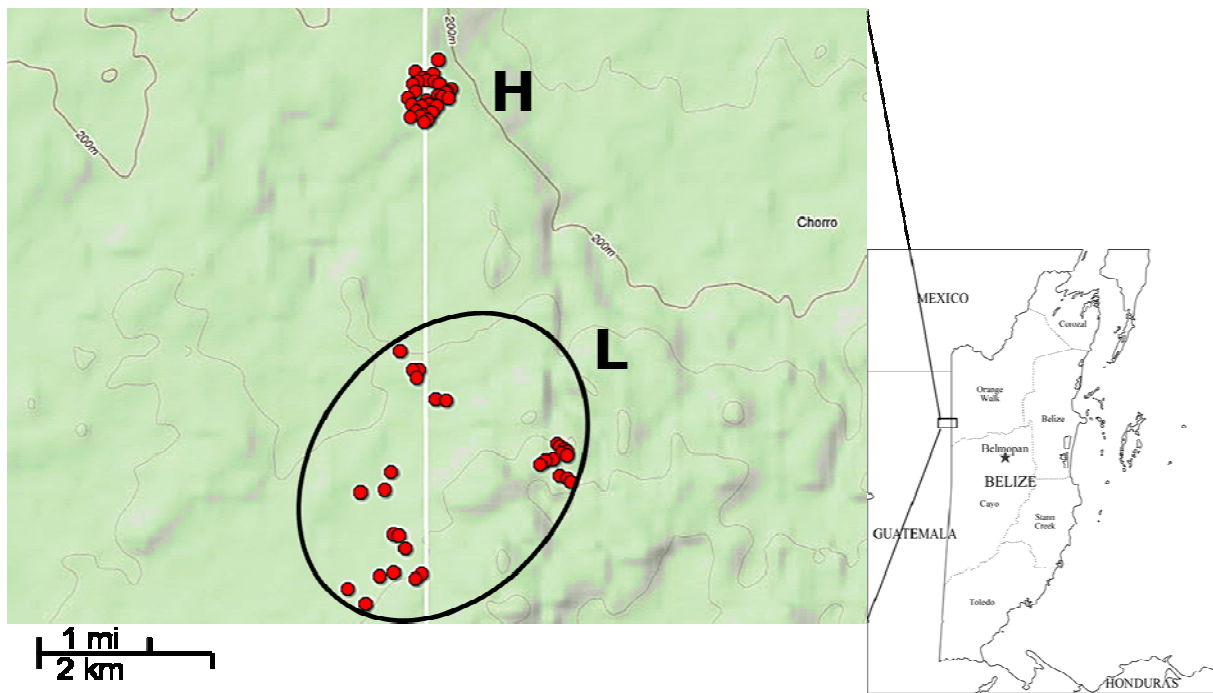 200m
H
200m
Chorro
200m
L
1 mi
2 km
MEXICO
Corozal
Orange
Walk
Belize
Belmopan
BELIZE
Cayo
Stann
Creek
GUATEMALA
Toledo
HONDURAS